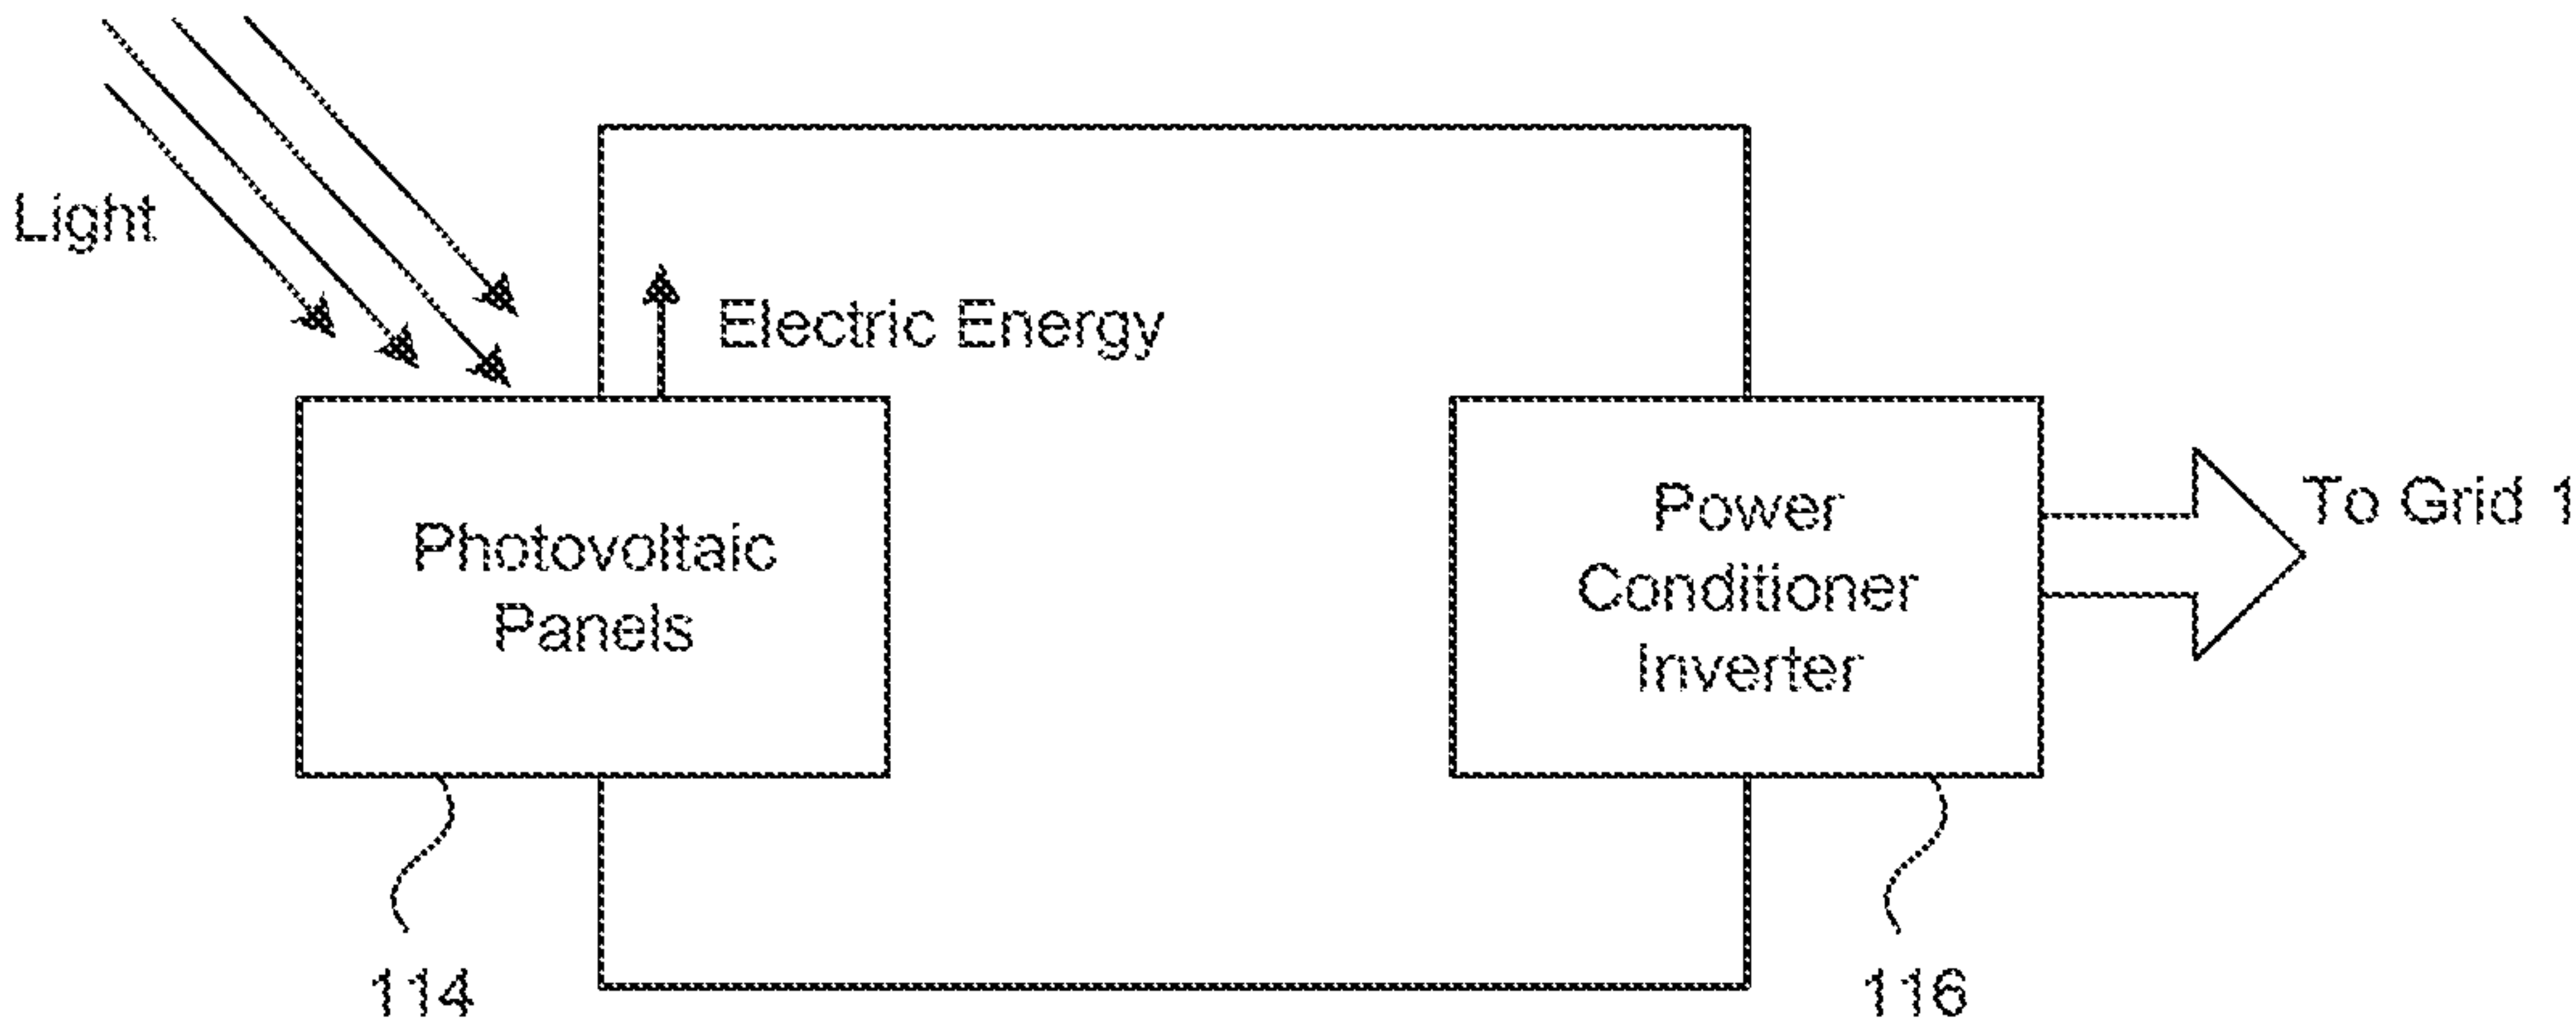 Light
Electric Energy
Photovoltaic
Panels
Power
Conditioner
Inverter
To Grid 1
114
116